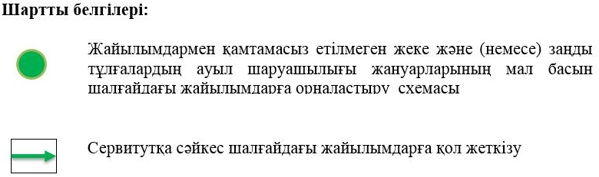 Шартты белгілері:
Жайылымдармен қамтамасыз етілмеген жеке және (немесе) заңды
тұлғалардың ауыл шаруашылығы жануарларының мал басын
шалғайдағы жайылымдарға орналастыру схемасы
Сервитутқа сәйкес шалғайдағы жайылымдарға қол жеткізу